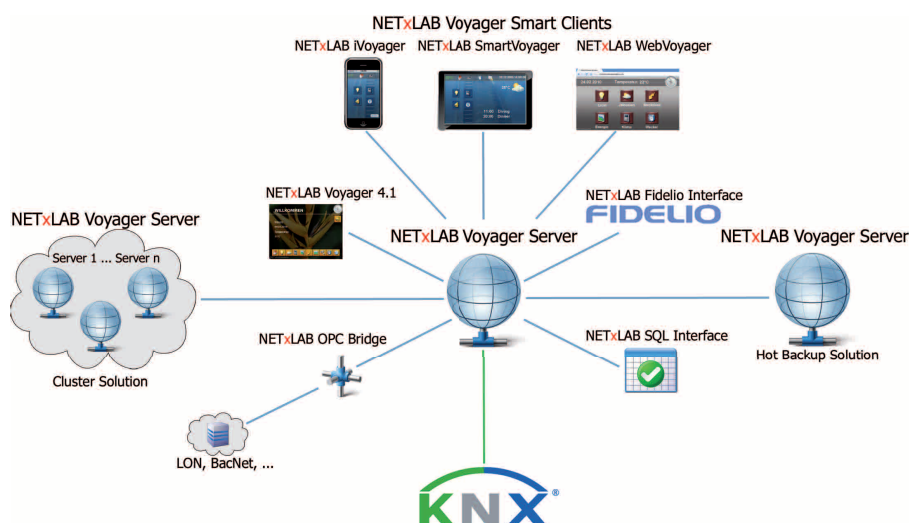 NETxLAB Voyager Smart Clients
NETxLAB iVoyager
NETxLAB SmartVoyager
NETxLAB WebVoyager
NETxLAB Voyager 4.1
WILLKOMMEN
NETxLAB Fidelio Interface
FIDELIO
NETxLAB Voyager Server
Server 1 ... Server n
Cluster Solution
NETxLAB Voyager Server
NETxLAB Voyager Server
Hot Backup Solution
NETxLAB OPC Bridge
NETxLAB SQL Interface
LON, BacNet, ...
KNX®